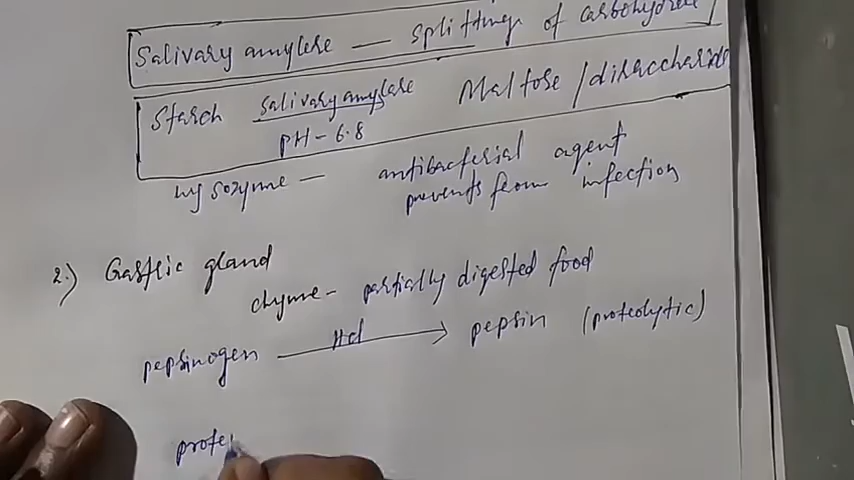 Salivary amylase — splitting of carbohydrate
Starch salivary amylase Maltose/disaccharide
pH - 6.8
lysozyme — antibacterial agent
prevents from infection
2.) Gastric gland
chyme - partially digested food
pepsinogen HCl → pepsin (proteolytic)
prote